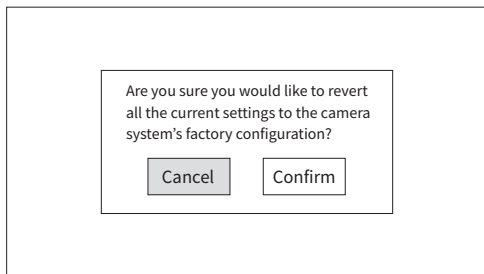 Are you sure you would like to revert
all the current settings to the camera
system’s factory configuration?
Cancel
Confirm